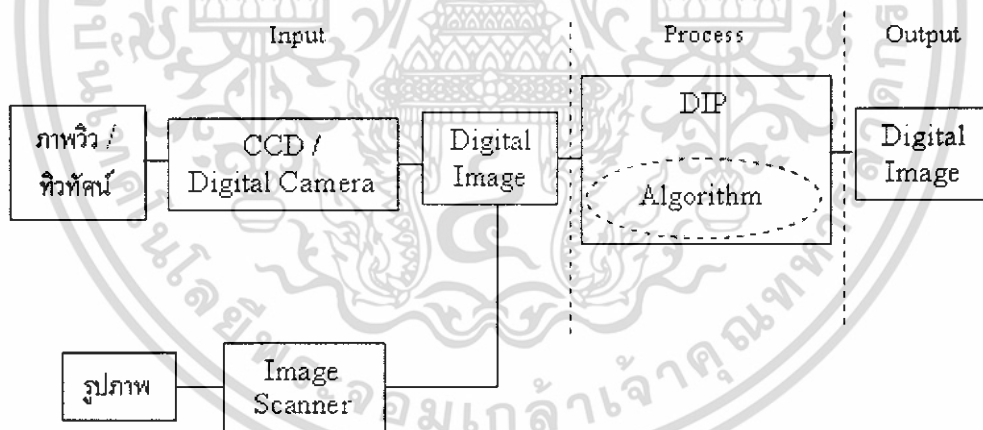 Input
Process
Output
ภาพวิว /
ทิวทัศน์
CCD /
Digital Camera
Digital
Image
DIP
Algorithm
Digital
Image
รูปภาพ
Image
Scanner